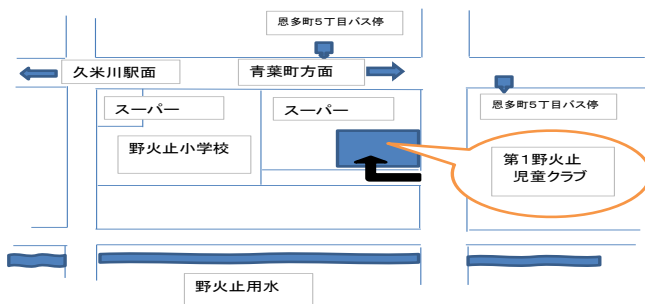 恩多町5丁目バス停
久米川駅面
青葉町方面
恩多町5丁目バス停
スーパー
スーパー
野火止小学校
第1野火止
児童クラブ
野火止用水